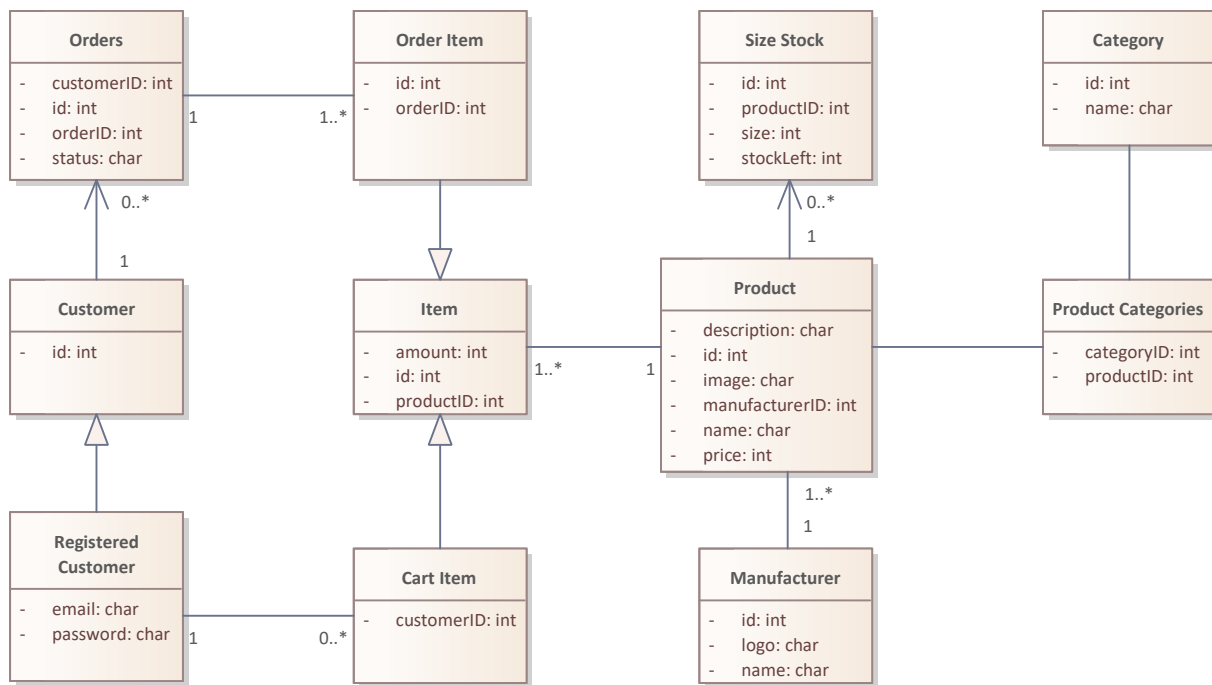 Orders
- customerID: int
- id: int
- orderID: int
- status: char
Order Item
- id: int
- orderID: int
Size Stock
- id: int
- productID: int
- size: int
- stockLeft: int
Category
- id: int
- name: char
1
1..*
0..*
1
0..*
1
Customer
- id: int
Item
- amount: int
- id: int
- productID: int
1..*
1
Product
- description: char
- id: int
- image: char
- manufacturerID: int
- name: char
- price: int
Product Categories
- categoryID: int
- productID: int
1..*
1
Registered
Customer
- email: char
- password: char
1
0..*
Cart Item
- customerID: int
Manufacturer
- id: int
- logo: char
- name: char